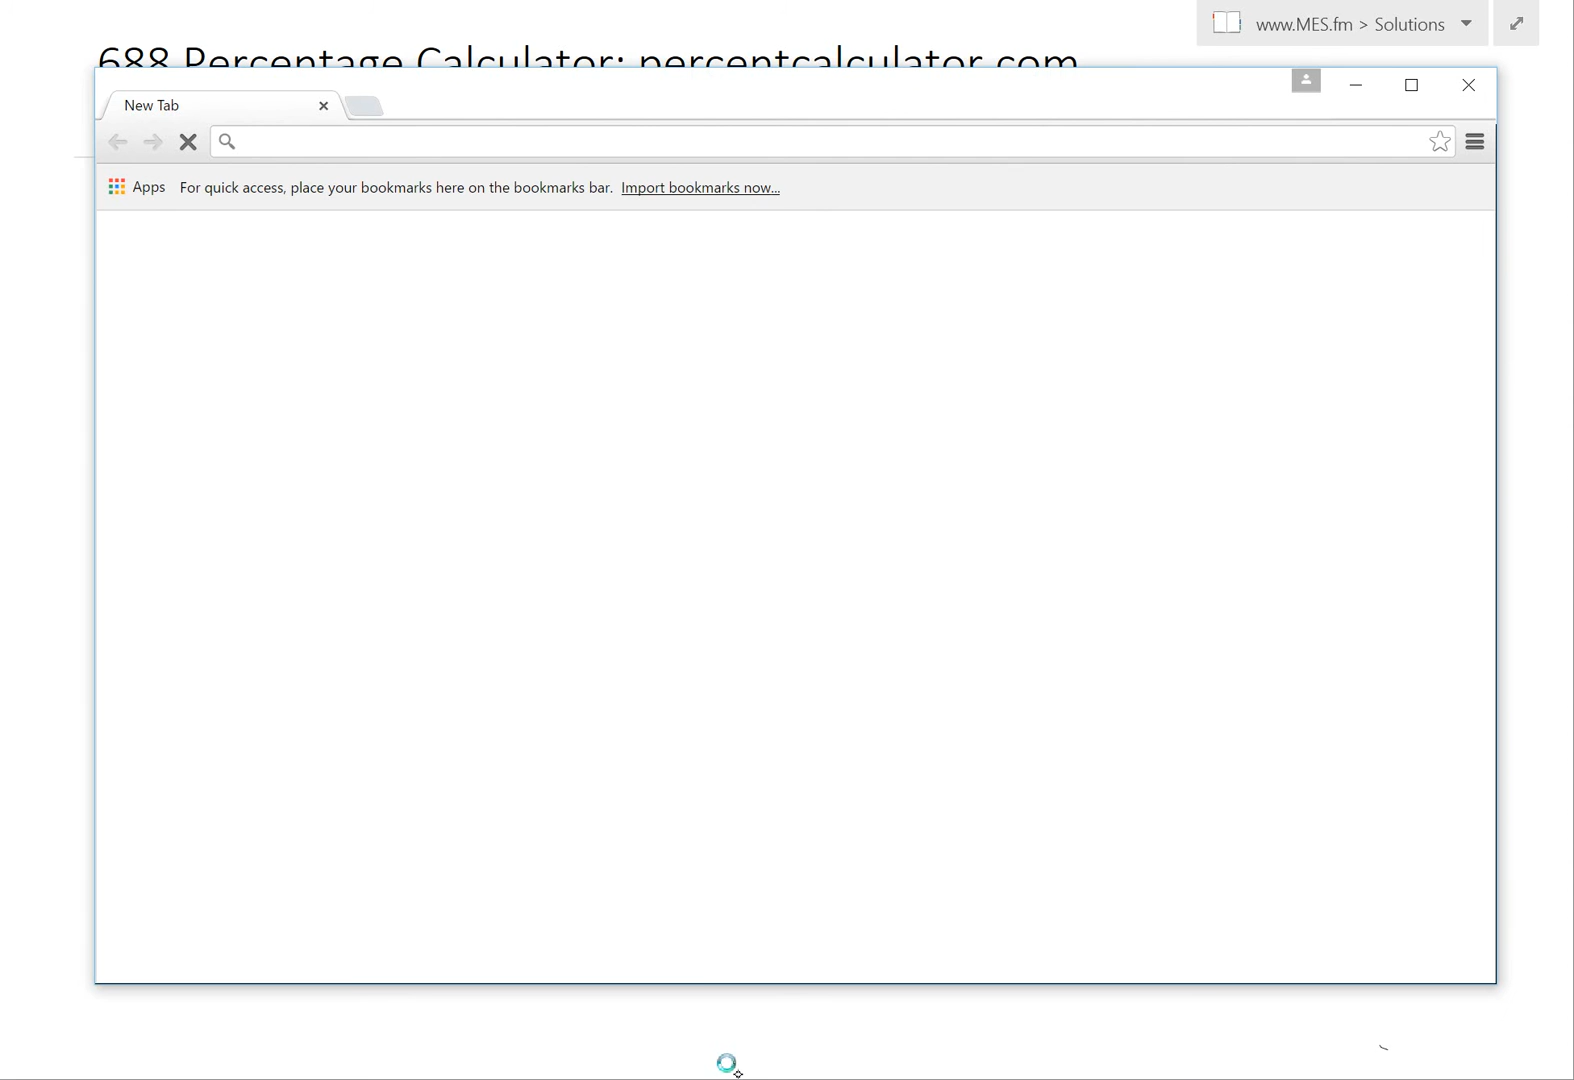 www.MES.fm > Solutions
688 Percentage Calculator: percentcalculator.com
New Tab
Apps For quick access, place your bookmarks here on the bookmarks bar. Import bookmarks now...